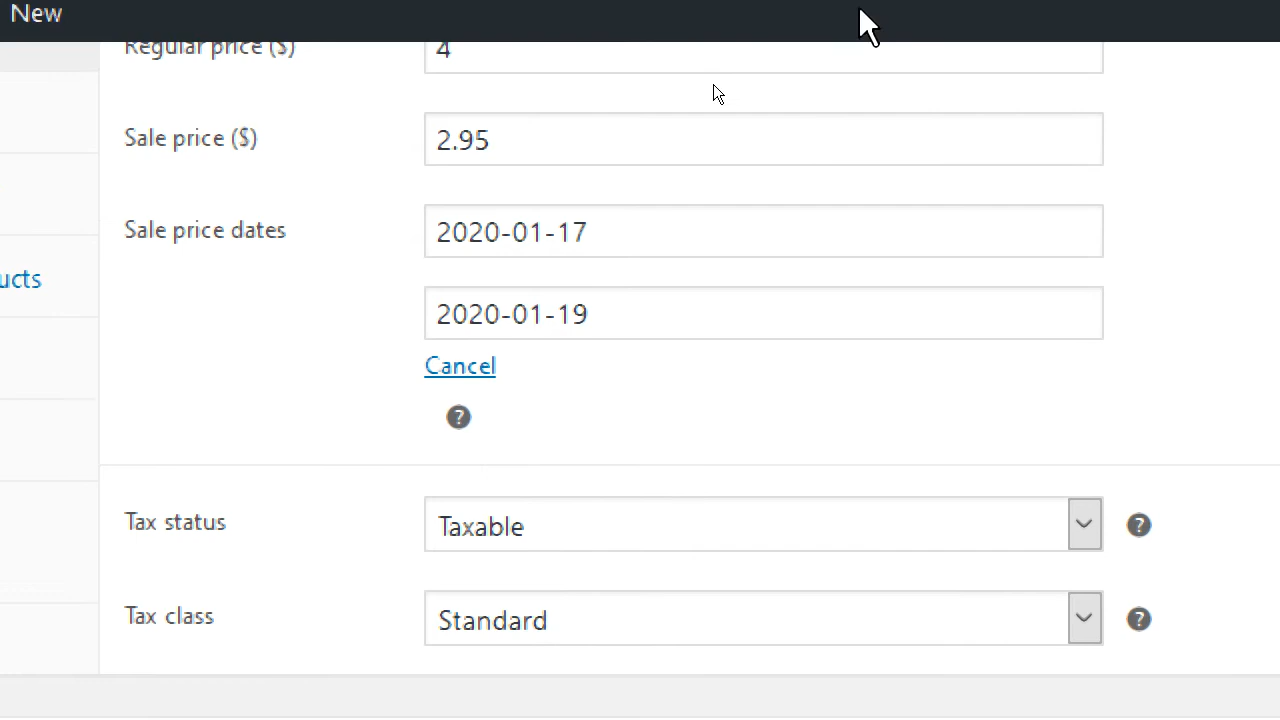 New
Regular price ($)
4
Sale price ($)
2.95
Sale price dates
2020-01-17
2020-01-19
ucts
Cancel
?
Tax status
Taxable
?
Tax class
Standard
?